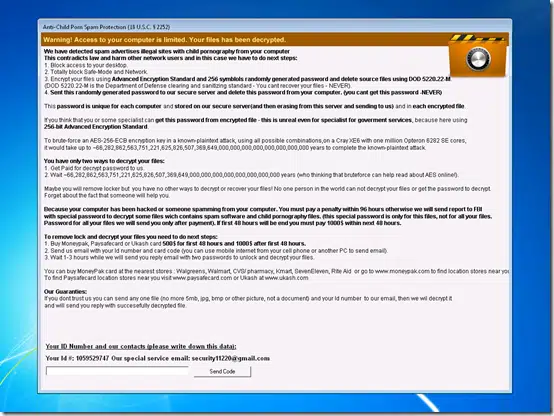 Anti-Child Porn Spam Protection (18 U.S.C. § 2252)
Warning! Access to your computer is limited. Your files has been decrypted.
We have detected spam advertises illegal sites with child pornography from your computer
This contradicts law and harm other network users and in this case we have to do next steps:
1. Block access to your desktop.
2. Totally block Safe-Mode and Network.
3. Encrypt your files using Advanced Encryption Standard and 256 symbols randomly generated password and delete source files using DOD 5220.22-M
(DOD 5220.22-M is the Department of Defense clearing and sanitizing standard - You cant recover your files - NEVER).
4. Sent this randomly generated password to our secure server and delete this password from your computer. (you cant get this password -NEVER)
This password is unique for each computer and stored on our secure server(and then erasing from this server and sending to us) and in each encrypted file.
If you think that you or some specialist can get this password from encrypted file - this is unreal even for specialist for goverment services, because here using
256-bit Advanced Encryption Standard.
To brute-force an AES-256-ECB encryption key in a known-plaintext attack, using all possible combinations,on a Cray XE6 with one million Opteron 6282 SE cores,
it would take up to ~66,282,862,563,751,221,625,826,507,369,649,000,000,000,000,000,000,000,000 years to complete the known-plaintext attack.
You have only two ways to decrypt your files:
1. Get Paid for decrypt password to us.
2. Wait ~66,282,862,563,751,221,625,826,507,369,649,000,000,000,000,000,000,000,000 years (who thinking that bruteforce can help read about AES online!).
Maybe you will remove locker but you have no other ways to decrypt or recover your files! No one person in the world can not decrypt your files or get the password to decrypt.
Forget about the fact that someone will help you.
Because your computer has been hacked or someone spamming from your computer. You must pay a penalty within 96 hours otherwise we will send report to FBI
with special password to decrypt some files wich contains spam software and child pornography files. (this special password is only for this files, not for all your files.
Password for all your files we will send you only after payment). If first 48 hours will be end you must pay 1000$ within next 48 hours.
To remove lock and decrypt your files you need to do next steps:
1. Buy Moneypak, Paysafecard or Ukash card 500$ for first 48 hours and 1000$ after first 48 hours.
2. Send us email with your Id number and card code (you can use mobile internet from your cell phone or another PC to send email).
3. Wait 1-3 hours while we will send you reply email with two passwords to unlock and decrypt your files.
You can buy MoneyPak card at the nearest stores : Walgreens, Walmart, CVS/ pharmacy, Kmart, SevenEleven, Rite Aid or go to www.moneypak.com to find location stores near you
To find Paysafecard location stores near you visit www.paysafecard.com or Ukash at www.ukash.com
Our Guaranties:
If you dont trust us you can send any one file (no more 5mb, jpg, bmp or other picture, not a document) and your Id number to our email, then we wil decrypt it
and will send you reply with succesefully decrypted file.
Your ID Number and our contacts (please write down this data):
Your Id #: 1059529747 Our special service email: security11220@gmail.com
Send Code